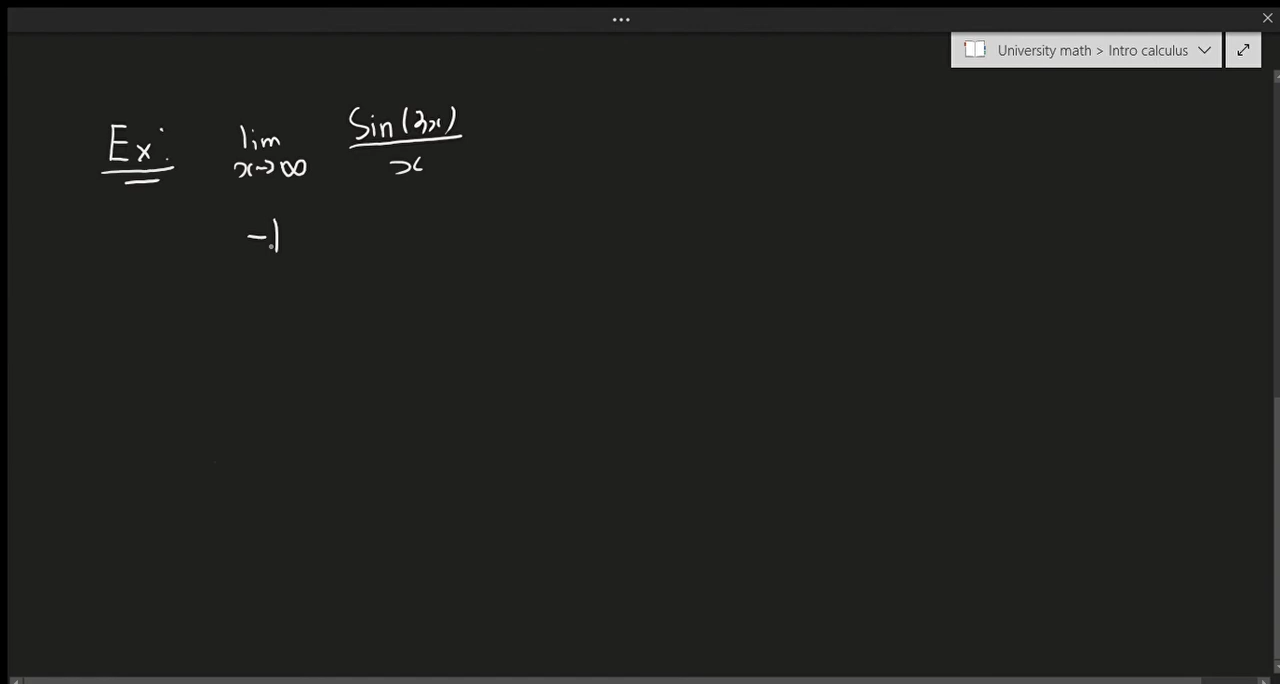 University math > Intro calculus
Ex: lim x→∞ Sin(3x)/x
-1